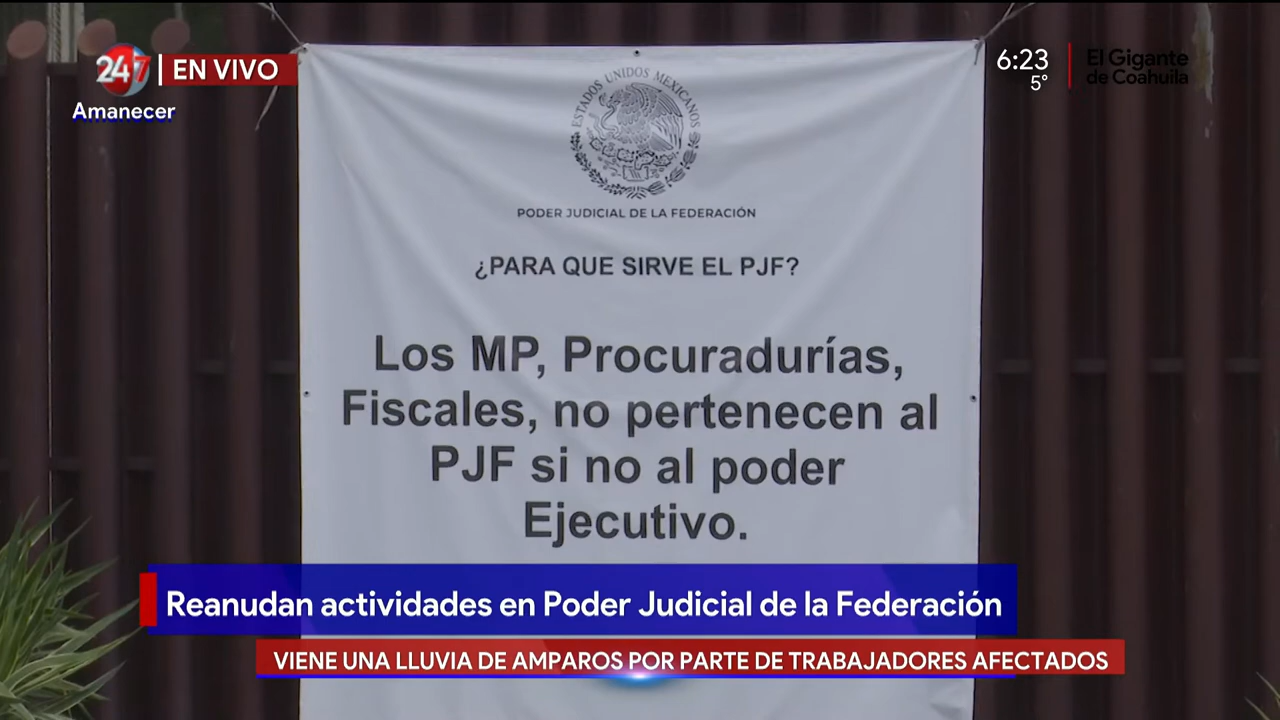 24/7 EN VIVO
Amanecer
6:23
5°
El Gigante
de Coahuila
ESTADOS UNIDOS MEXICANOS
PODER JUDICIAL DE LA FEDERACIÓN
¿PARA QUE SIRVE EL PJF?
Los MP, Procuradurías,
Fiscales, no pertenecen al
PJF si no al poder
Ejecutivo.
Reanudan actividades en Poder Judicial de la Federación
VIENE UNA LLUVIA DE AMPAROS POR PARTE DE TRABAJADORES AFECTADOS